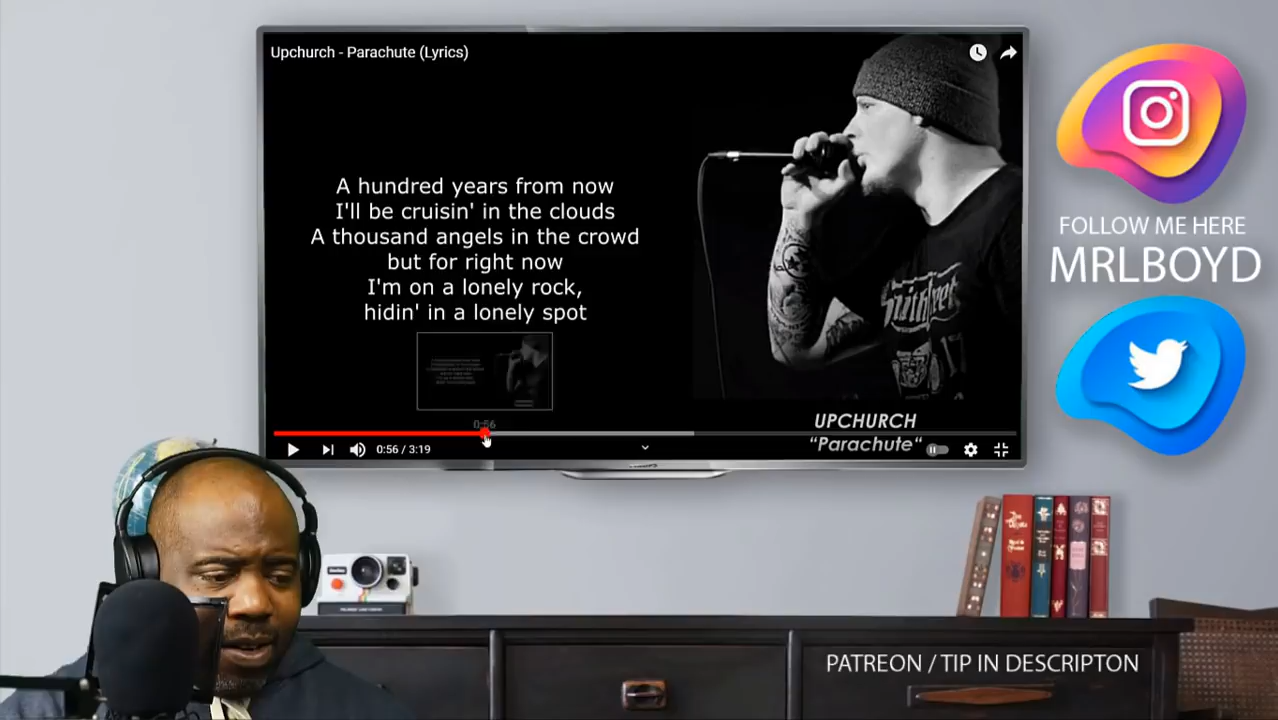 Upchurch - Parachute (Lyrics)
A hundred years from now
I'll be cruisin' in the clouds
A thousand angels in the crowd
but for right now
I'm on a lonely rock,
hidin' in a lonely spot
0:56
UPCHURCH
"Parachute"
0:56 / 3:19
FOLLOW ME HERE
MRLBOYD
PATREON / TIP IN DESCRIPTON